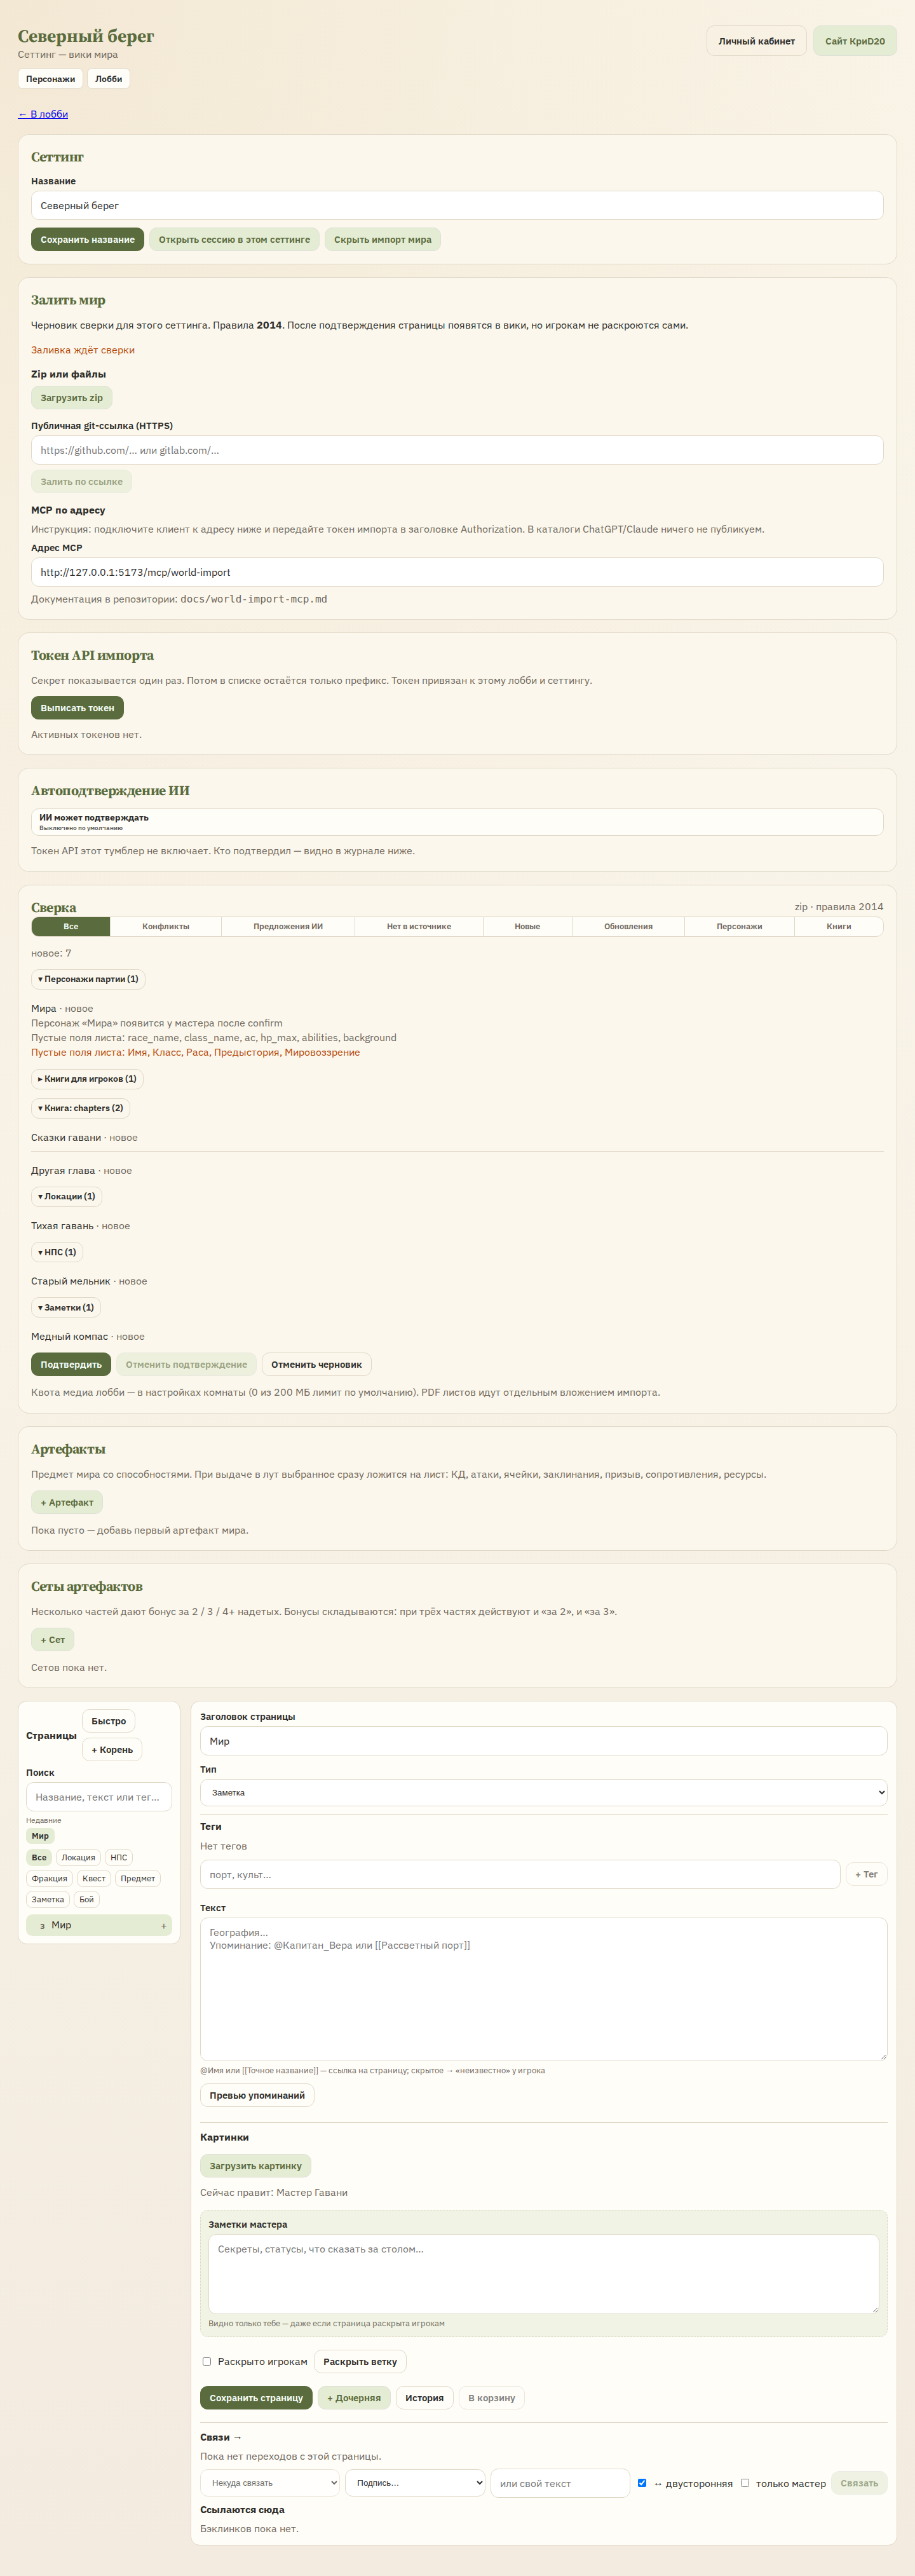 Северный берег
Сеттинг — вики мира
Персонажи Лобби
Личный кабинет Сайт КриD20
← В лобби
Сеттинг
Название
Северный берег
Сохранить название Открыть сессию в этом сеттинге Скрыть импорт мира
Залить мир
Черновик сверки для этого сеттинга. Правила 2014. После подтверждения страницы появятся в вики, но игрокам не раскроются сами.
Заливка ждёт сверки
Zip или файлы
Загрузить zip
Публичная git-ссылка (HTTPS)
https://github.com/... или gitlab.com/...
Залить по ссылке
MCP по адресу
Инструкция: подключите клиент к адресу ниже и передайте токен импорта в заголовке Authorization. В каталоги ChatGPT/Claude ничего не публикуем.
Адрес MCP
http://127.0.0.1:5173/mcp/world-import
Документация в репозитории: docs/world-import-mcp.md
Токен API импорта
Секрет показывается один раз. Потом в списке остаётся только префикс. Токен привязан к этому лобби и сеттингу.
Выписать токен
Активных токенов нет.
Автоподтверждение ИИ
ИИ может подтверждать
Выключено по умолчанию
Токен API этот тумблер не включает. Кто подтвердил — видно в журнале ниже.
Сверка
zip · правила 2014
Все Конфликты Предложения ИИ Нет в источнике Новые Обновления Персонажи Книги
новое: 7
▾ Персонажи партии (1)
Мира · новое
Персонаж «Мира» появится у мастера после confirm
Пустые поля листа: race_name, class_name, ac, hp_max, abilities, background
Пустые поля листа: Имя, Класс, Раса, Предыстория, Мировоззрение
▸ Книги для игроков (1)
▾ Книга: chapters (2)
Сказки гавани · новое
Другая глава · новое
▾ Локации (1)
Тихая гавань · новое
▾ НПС (1)
Старый мельник · новое
▾ Заметки (1)
Медный компас · новое
Подтвердить Отменить подтверждение Отменить черновик
Квота медиа лобби — в настройках комнаты (0 из 200 МБ лимит по умолчанию). PDF листов идут отдельным вложением импорта.
Артефакты
Предмет мира со способностями. При выдаче в лут выбранное сразу ложится на лист: КД, атаки, ячейки, заклинания, призыв, сопротивления, ресурсы.
+ Артефакт
Пока пусто — добавь первый артефакт мира.
Сеты артефактов
Несколько частей дают бонус за 2 / 3 / 4+ надетых. Бонусы складываются: при трёх частях действуют и «за 2», и «за 3».
+ Сет
Сетов пока нет.
Страницы
Быстро
+ Корень
Поиск
Название, текст или тег...
Недавние
Мир
Все Локация НПС
Фракция Квест Предмет
Заметка Бой
з Мир +
Заголовок страницы
Мир
Тип
Заметка
Теги
Нет тегов
порт, культ...
+ Тег
Текст
География...
Упоминание: @Капитан_Вера или [[Рассветный порт]]
@Имя или [[Точное название]] — ссылка на страницу; скрытое → «неизвестно» у игрока
Превью упоминаний
Картинки
Загрузить картинку
Сейчас правит: Мастер Гавани
Заметки мастера
Секреты, статусы, что сказать за столом...
Видно только тебе — даже если страница раскрыта игрокам
Раскрыто игрокам Раскрыть ветку
Сохранить страницу + Дочерняя История В корзину
Связи →
Пока нет переходов с этой страницы.
Некуда связать Подпись... или свой текст ↔ двусторонняя только мастер Связать
Ссылаются сюда
Бэклинков пока нет.